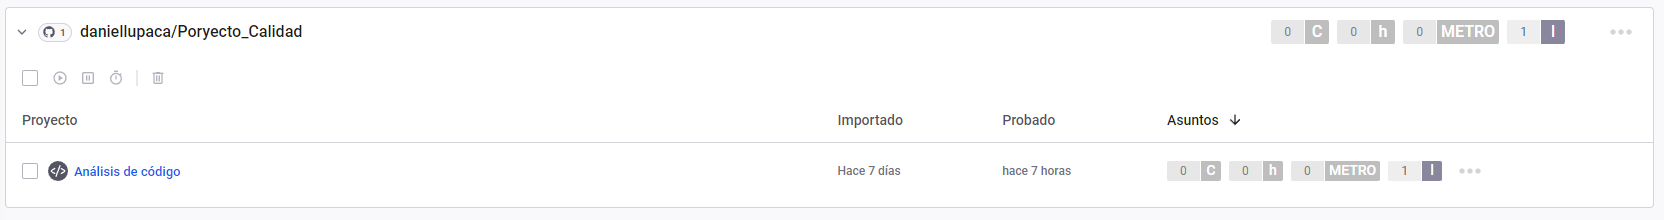 1 daniellupaca/Poryecto_Calidad 0 C 0 h 0 METRO 1 l
Proyecto Importado Probado Asuntos
Análisis de código Hace 7 días hace 7 horas 0 C 0 h 0 METRO 1 l